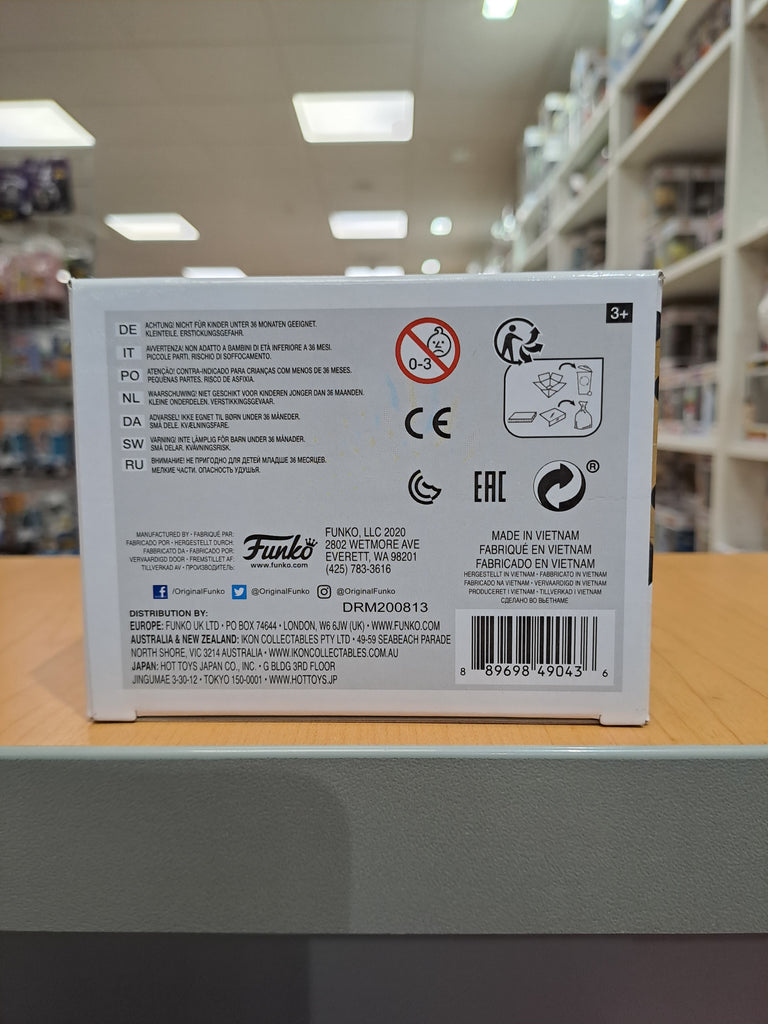 3+
DE ACHTUNG! NICHT FÜR KINDER UNTER 36 MONATEN GEEIGNET.
KLEINTEILE. ERSTICKUNGSGEFAHR.
IT AVVERTENZA! NON ADATTO A BAMBINI DI ETÀ INFERIORE A 36 MESI.
PICCOLE PARTI. RISCHIO DI SOFFOCAMENTO.
PO ATENÇÃO! CONTRA-INDICADO PARA CRIANÇAS COM MENOS DE 36 MESES.
PEQUENAS PARTES. RISCO DE ASFIXIA.
NL WAARSCHUWING! NIET GESCHIKT VOOR KINDEREN JONGER DAN 36 MAANDEN.
KLEINE ONDERDELEN. VERSTIKKINGSGEVAAR.
DA ADVARSEL! IKKE EGNET TIL BØRN UNDER 36 MÅNEDER.
SMÅ DELE. KVÆLNINGSFARE.
SW VARNING! INTE LÄMPLIG FÖR BARN UNDER 36 MÅNADER.
SMÅ DELAR. KVÄVNINGSRISK.
RU ВНИМАНИЕ! НЕ ПРИГОДНО ДЛЯ ДЕТЕЙ МЛАДШЕ 36 МЕСЯЦЕВ.
МЕЛКИЕ ЧАСТИ. ОПАСНОСТЬ УДУШЬЯ.
0-3
CE
EAC
®
MANUFACTURED BY • FABRIQUÉ PAR:
FABRICADO POR • HERGESTELLT DURCH:
FABBRICATO DA • FABRICADO POR:
VERVAARDIGD DOOR • FREMSTILLET AF:
TILLVERKAD AV • ПРОИЗВОДИТЕЛЬ:
Funko
www.funko.com
FUNKO, LLC 2020
2802 WETMORE AVE
EVERETT, WA 98201
(425) 783-3616
MADE IN VIETNAM
FABRIQUÉ EN VIETNAM
FABRICADO EN VIETNAM
HERGESTELLT IN VIETNAM • FABBRICATO IN VIETNAM
FABRICADO NA VIETNAM • VERVAARDIGD IN VIETNAM
PRODUCERET I VIETNAM • TILLVERKAD I VIETNAM
СДЕЛАНО ВО ВЬЕТНАМЕ
/OriginalFunko @OriginalFunko @OriginalFunko
DRM200813
DISTRIBUTION BY:
EUROPE: FUNKO UK LTD • PO BOX 74644 • LONDON, W6 6JW (UK) • WWW.FUNKO.COM
AUSTRALIA & NEW ZEALAND: IKON COLLECTABLES PTY LTD • 49-59 SEABEACH PARADE
NORTH SHORE, VIC 3214 AUSTRALIA • WWW.IKONCOLLECTABLES.COM.AU
JAPAN: HOT TOYS JAPAN CO., INC. • G BLDG 3RD FLOOR
JINGUMAE 3-30-12 • TOKYO 150-0001 • WWW.HOTTOYS.JP
8 89698 49043 6